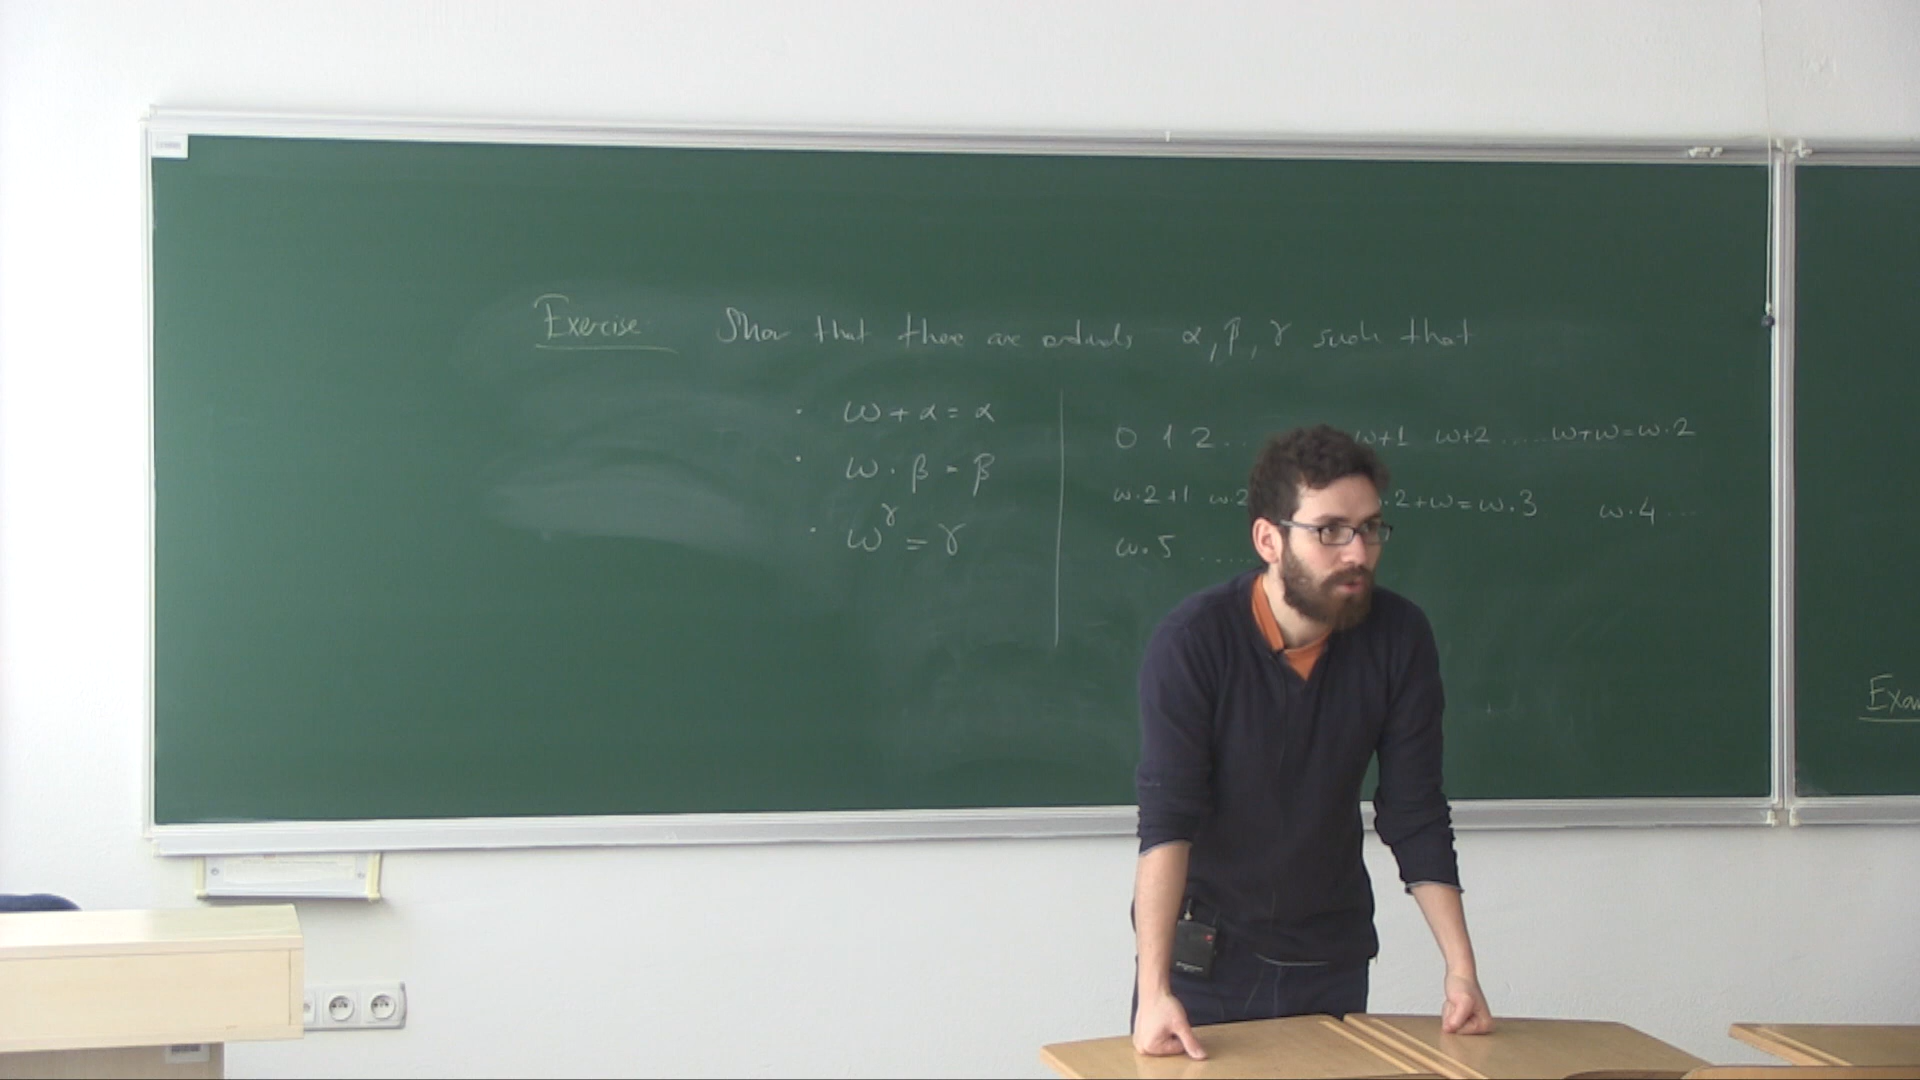 Exercise Show that there are ordinals α, β, γ such that
· ω + α = α
· ω · β = β
· ω^γ = γ
0 1 2 .. ω+1 ω+2 ..... ω+ω=ω·2
ω·2+1 ω·2 ·2+ω=ω·3 ω·4 ...
ω·5 .....
Exam